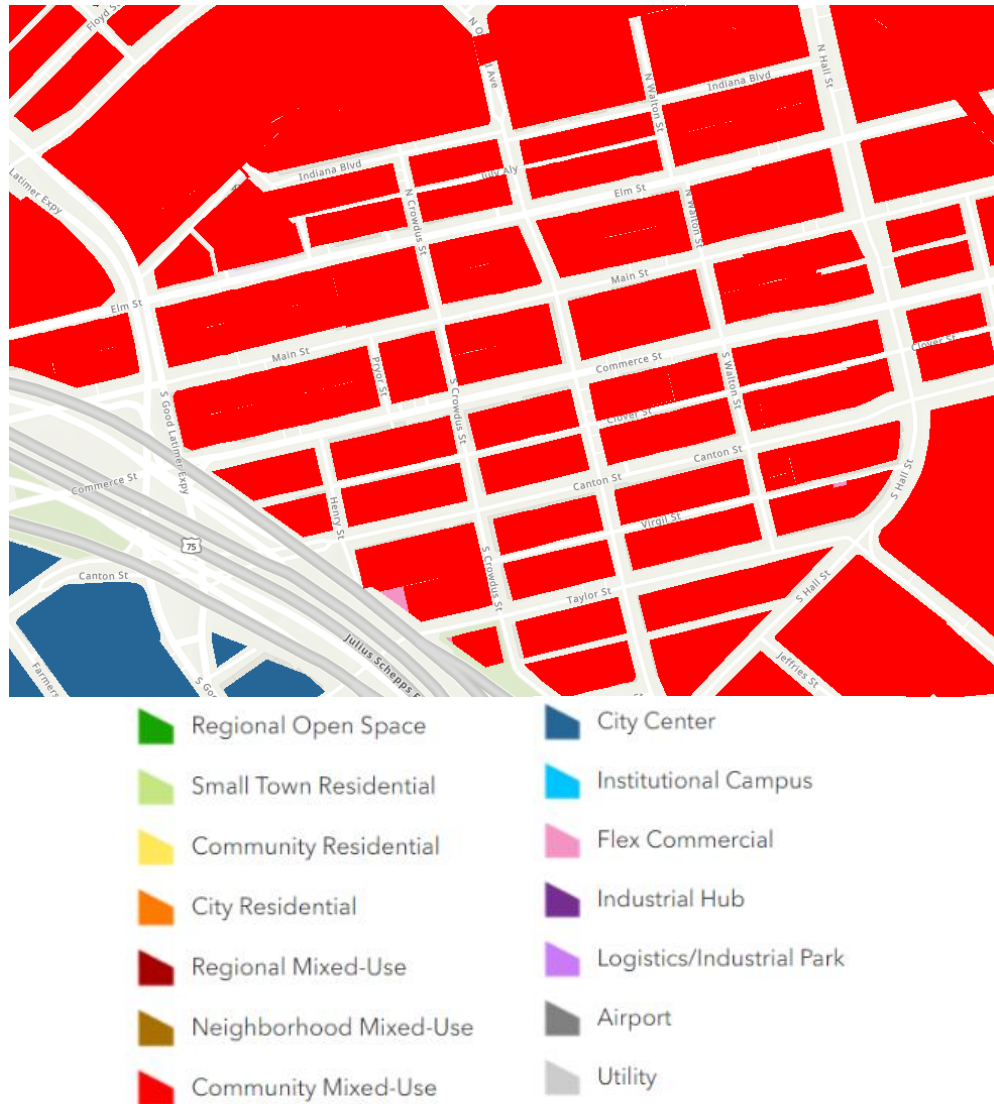 Floyd S
N O
l Ave
N Hall St
Indiana Blvd
N Walton St
Latimer Expy
Indiana Blvd
Aly
Elm St
N Crowdus St
N Walton St
Main St
Elm St
Main St
Pryor St
Commerce St
Clover St
S Good Latimer Expy
S Crowdus St
S Walton St
Clover St
Canton St
Commerce St
Canton St
S Hall St
Henry St
Virgil St
75
Canton St
S Crowdus St
Taylor St
S Hall St
Julius Schepps F
Jeffries St
Farmers
S Go
St
Regional Open Space
Small Town Residential
Community Residential
City Residential
Regional Mixed-Use
Neighborhood Mixed-Use
Community Mixed-Use
City Center
Institutional Campus
Flex Commercial
Industrial Hub
Logistics/Industrial Park
Airport
Utility